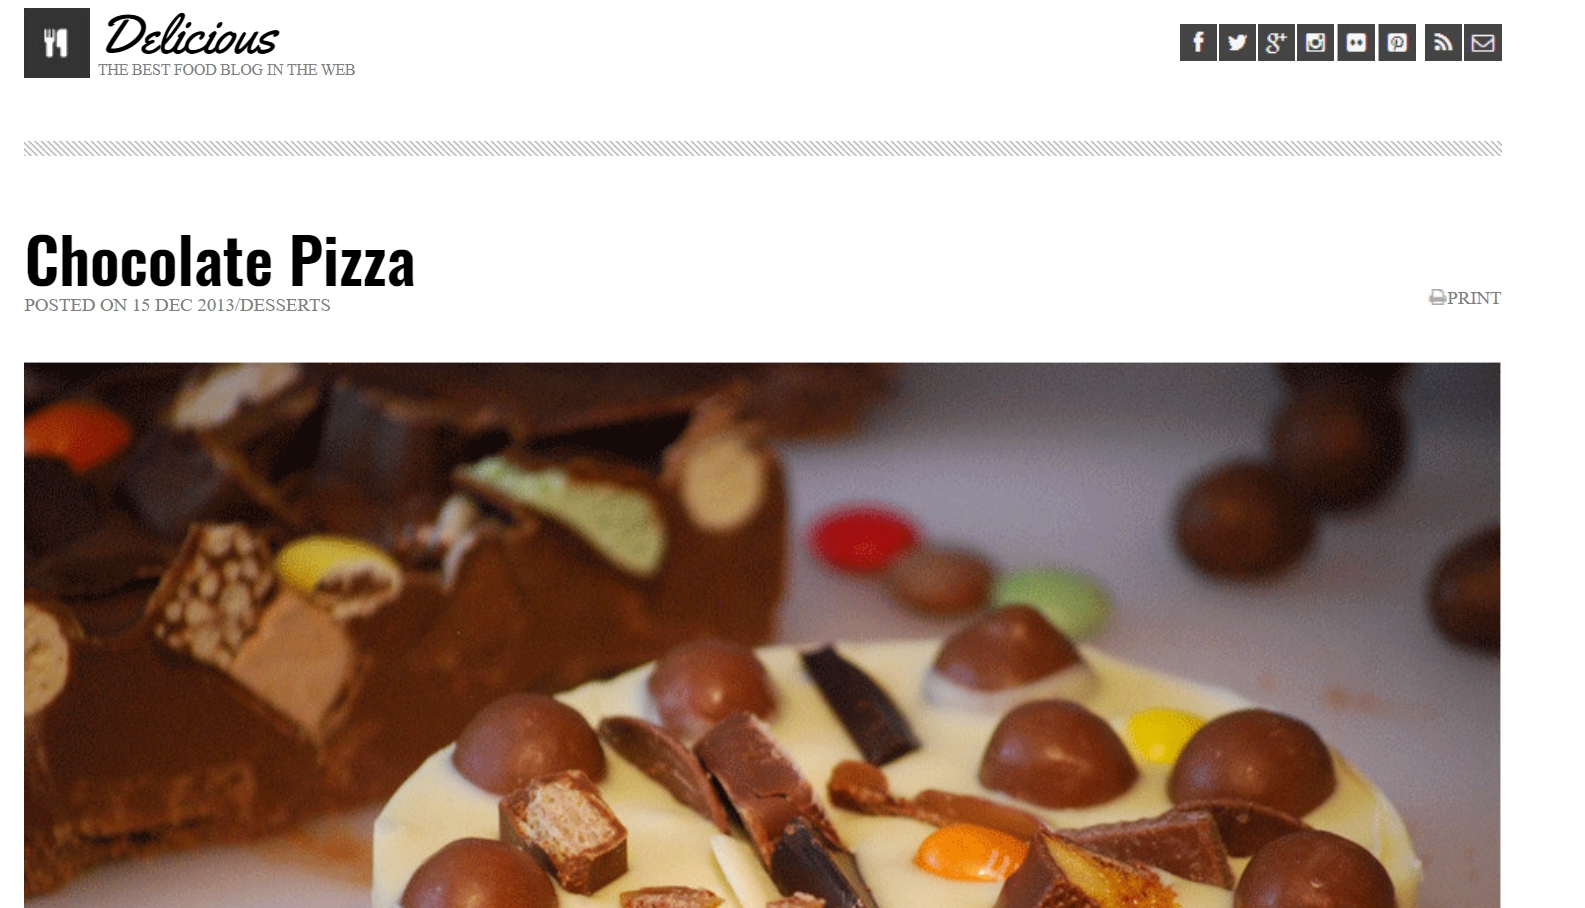 Delicious
THE BEST FOOD BLOG IN THE WEB
Chocolate Pizza
POSTED ON 15 DEC 2013/DESSERTS
PRINT